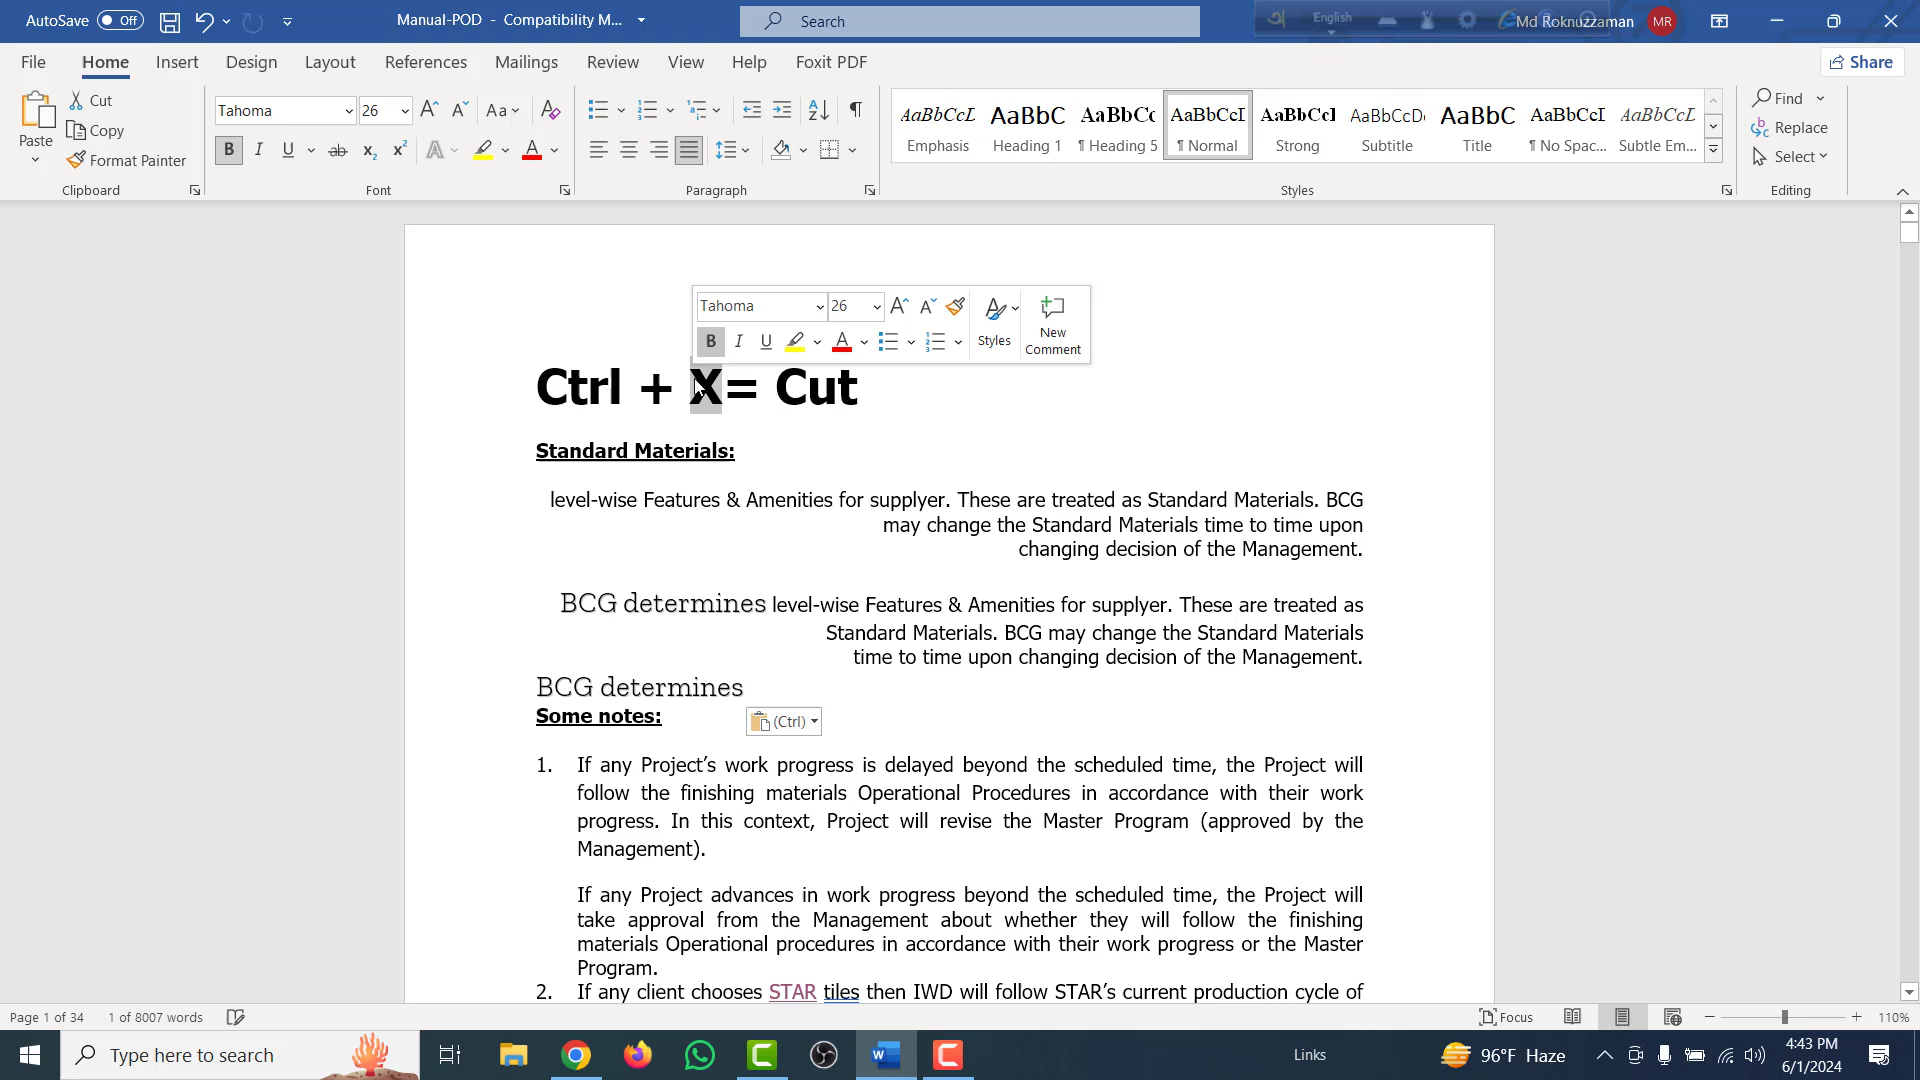 AutoSave Off Manual-POD - Compatibility M... Search English Md Roknuzzaman MR
File Home Insert Design Layout References Mailings Review View Help Foxit PDF Share
Paste Cut Copy Format Painter
Clipboard
Tahoma 26 Aa
B I U ab x₂ x² A A
Font
Paragraph
AaBbCcL AaBbC AaBbCc AaBbCcI AaBbCcI AaBbCcD AaBbC AaBbCcI AaBbCcL
Emphasis Heading 1 ¶ Heading 5 ¶ Normal Strong Subtitle Title ¶ No Spac... Subtle Em...
Styles
Find
Replace
Select
Editing
Tahoma 26
B I U A Styles New Comment
Ctrl + X= Cut
Standard Materials:
level-wise Features & Amenities for supplyer. These are treated as Standard Materials. BCG
may change the Standard Materials time to time upon
changing decision of the Management.
BCG determines level-wise Features & Amenities for supplyer. These are treated as
Standard Materials. BCG may change the Standard Materials
time to time upon changing decision of the Management.
BCG determines
Some notes:
(Ctrl)
1. If any Project’s work progress is delayed beyond the scheduled time, the Project will
follow the finishing materials Operational Procedures in accordance with their work
progress. In this context, Project will revise the Master Program (approved by the
Management).
If any Project advances in work progress beyond the scheduled time, the Project will
take approval from the Management about whether they will follow the finishing
materials Operational procedures in accordance with their work progress or the Master
Program.
2. If any client chooses STAR tiles then IWD will follow STAR’s current production cycle of
Page 1 of 34 1 of 8007 words Focus 110%
Type here to search Links 96°F Haze 4:43 PM
6/1/2024